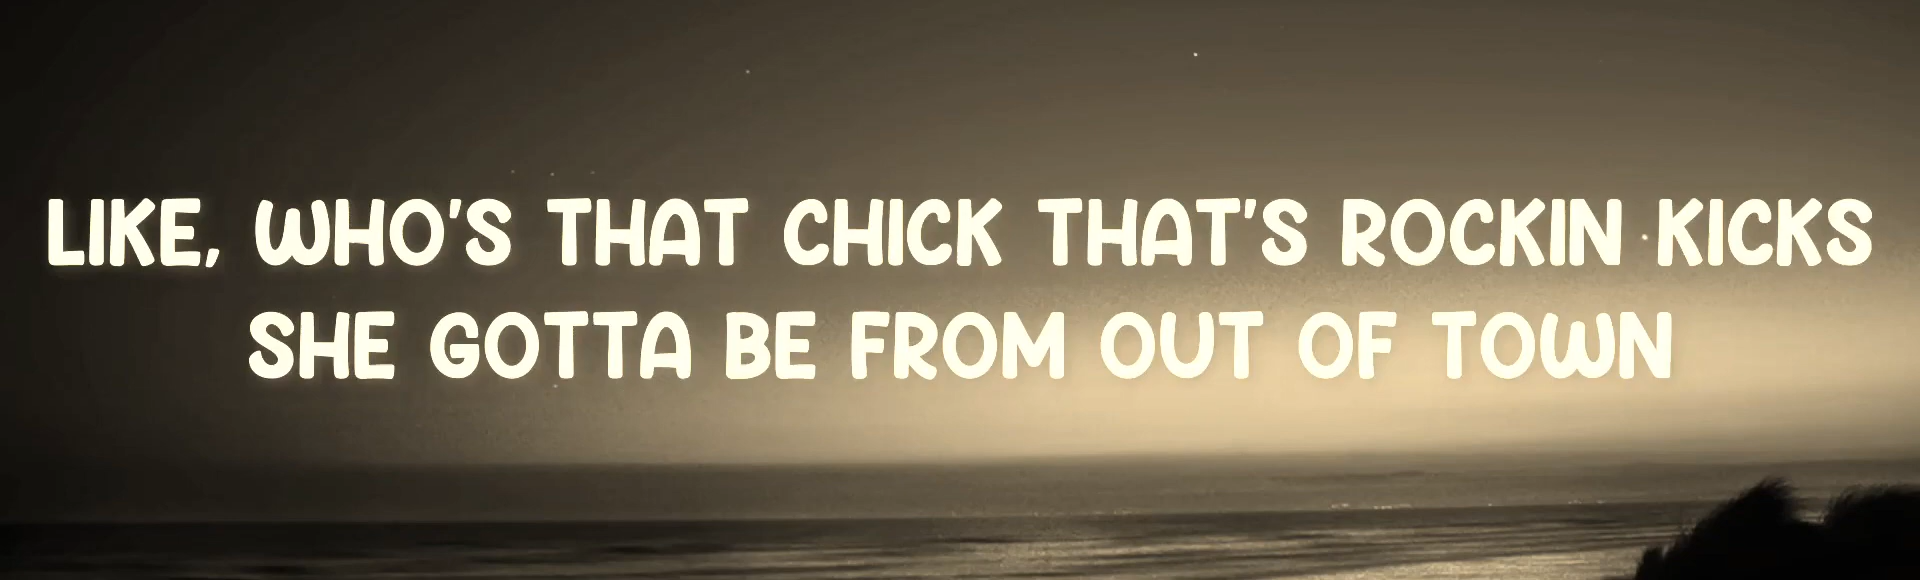 LIKE, WHO'S THAT CHICK THAT'S ROCKIN KICKS
SHE GOTTA BE FROM OUT OF TOWN